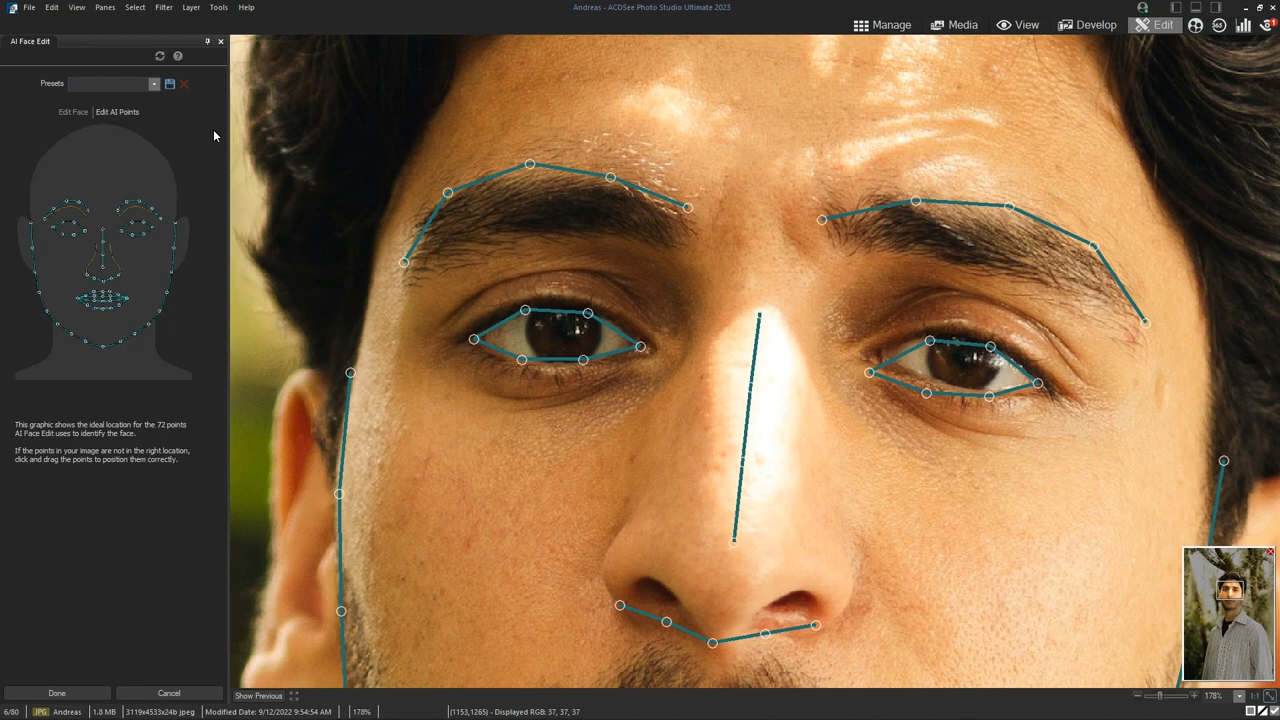 File Edit View Panes Select Filter Layer Tools Help
Andreas - ACDSee Photo Studio Ultimate 2023
Manage Media View Develop Edit 365 1
AI Face Edit
Presets
Edit Face | Edit AI Points
This graphic shows the ideal location for the 72 points
AI Face Edit uses to identify the face.
If the points in your image are not in the right location,
click and drag the points to position them correctly.
Done Cancel
Show Previous
178% 1:1
6/80 JPG Andreas 1.8 MB 3119x4533x24b jpeg Modified Date: 9/12/2022 9:54:54 AM 178% (1153,1265) - Displayed RGB: 37, 37, 37